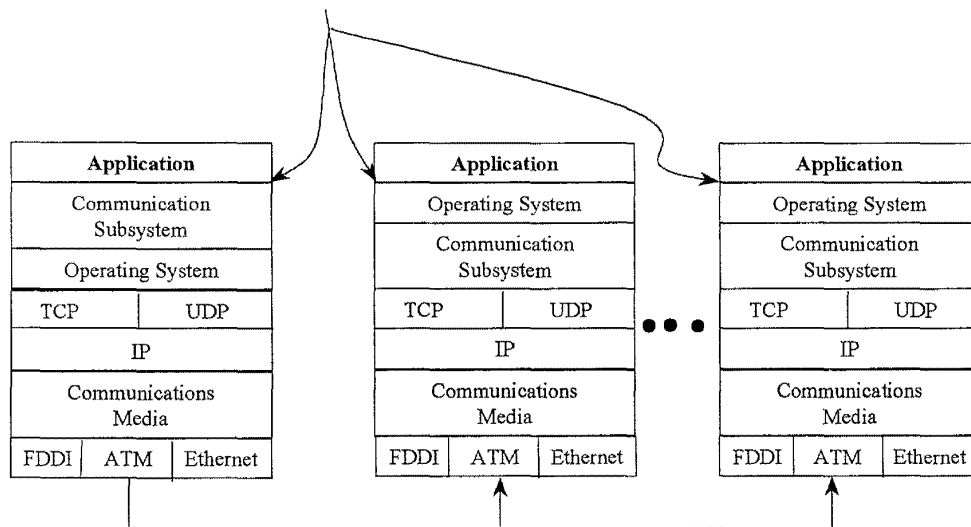 Application
Communication
Subsystem
Operating System
TCP UDP
IP
Communications
Media
FDDI ATM Ethernet
Application
Operating System
Communication
Subsystem
TCP UDP
IP
Communications
Media
FDDI ATM Ethernet
Application
Operating System
Communication
Subsystem
TCP UDP
IP
Communications
Media
FDDI ATM Ethernet